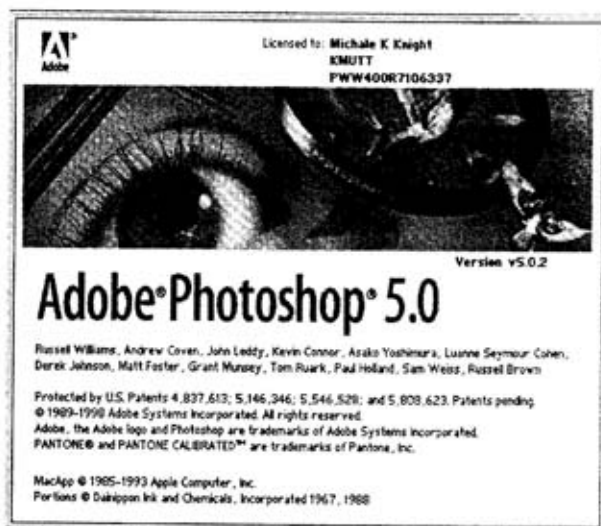 Adobe
Licensed to: Michale K Knight
KMUTT
PWW400R7106337
Version v5.0.2
Adobe® Photoshop® 5.0
Russell Williams, Andrew Coven, John Leddy, Kevin Connor, Asako Yoshimura, Luanne Seymour Cohen,
Derek Johnson, Matt Foster, Grant Munsey, Tom Ruark, Paul Holland, Sam Weiss, Russell Brown
Protected by U.S. Patents 4,837,613; 5,146,346; 5,546,528; and 5,808,623. Patents pending
© 1989-1998 Adobe Systems Incorporated. All rights reserved.
Adobe, the Adobe logo and Photoshop are trademarks of Adobe Systems Incorporated.
PANTONE® and PANTONE CALIBRATED™ are trademarks of Pantone, Inc.
MacApp © 1985-1993 Apple Computer, Inc.
Portions © Dainippon Ink and Chemicals, Incorporated 1967, 1988